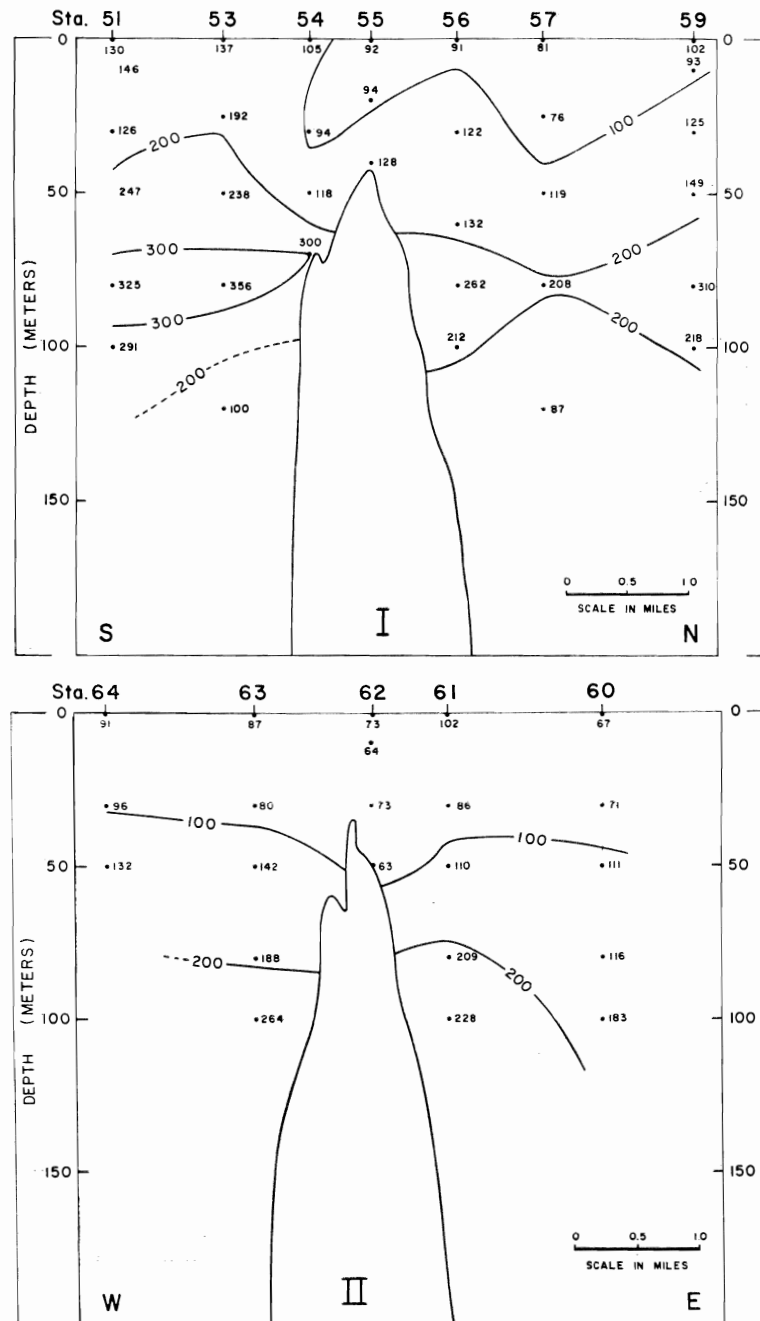 Sta. 51 53 54 55 56 57 59
0 130 137 105 92 91 81 102 0
93
146
94
192 76
126 94 122 125
200 100
128
50 247 238 118 119 149 50
132
300 300 200
325 356 262 208 310
300 200
100 291 212 218 100
200
100 87
150 150
DEPTH (METERS)
0 0.5 1.0
SCALE IN MILES
S I N
Sta. 64 63 62 61 60
0 91 87 73 102 67 0
64
96 80 73 86 71
100 100
50 132 142 63 110 111 50
200 188 209 116
200
100 264 228 183 100
150 150
DEPTH (METERS)
0 0.5 1.0
SCALE IN MILES
W II E